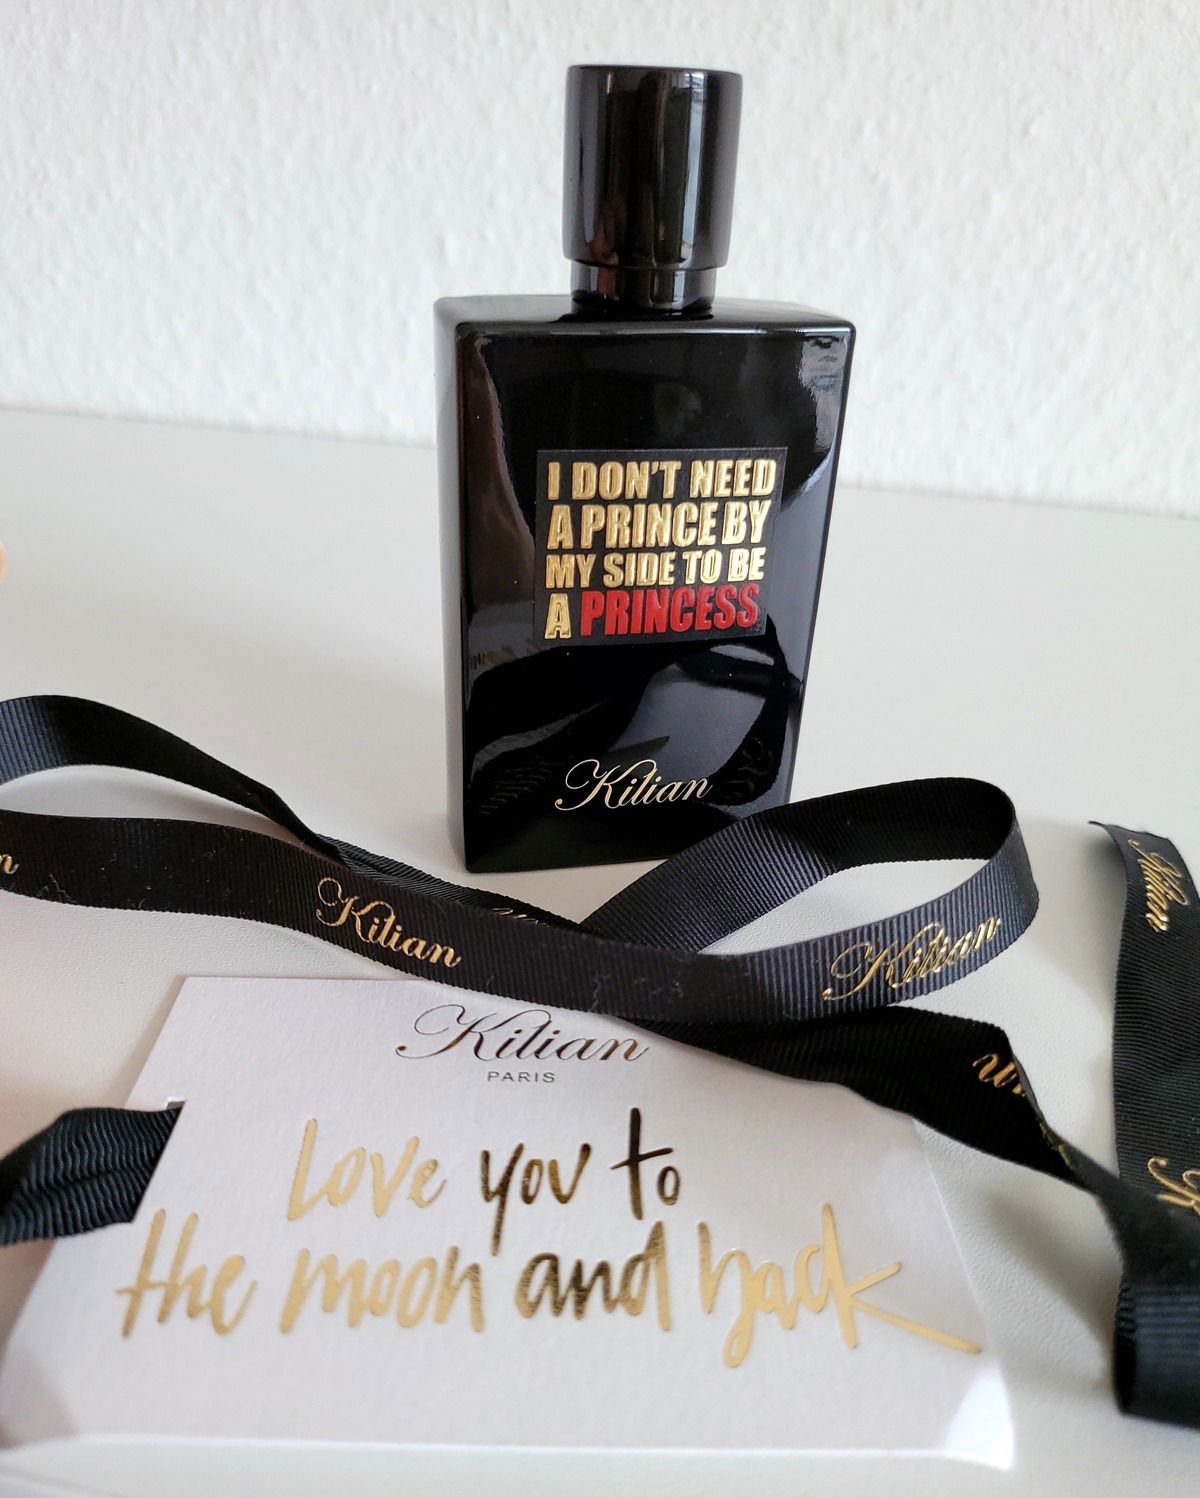 I DON'T NEED
A PRINCE BY
MY SIDE TO BE
A PRINCESS
Kilian
Kilian
Kilian
Kilian
Kilian
PARIS
Love you to
the moon and back